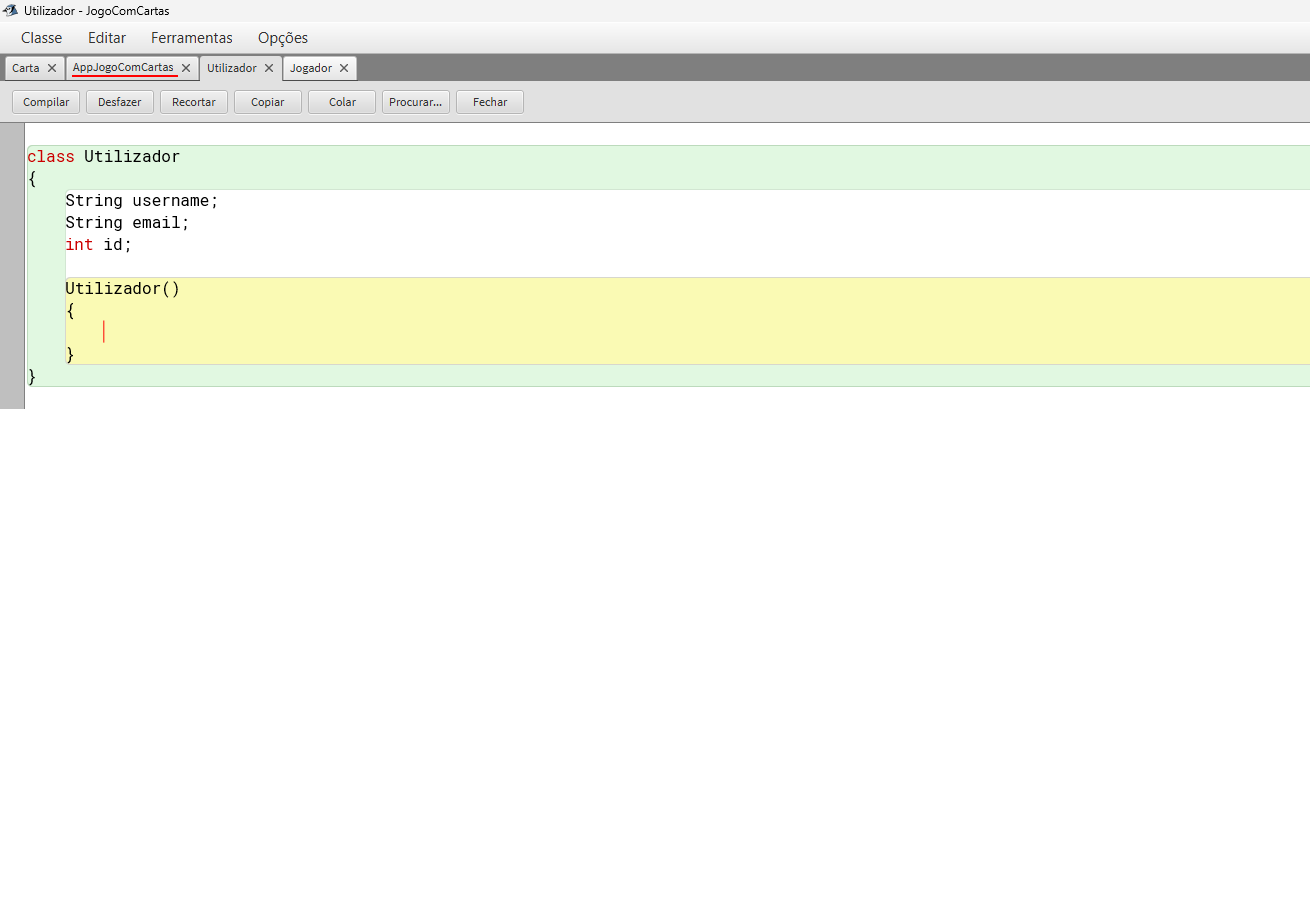 Utilizador - JogoComCartas
Classe Editar Ferramentas Opções
Carta AppJogoComCartas Utilizador Jogador
Compilar Desfazer Recortar Copiar Colar Procurar... Fechar
class Utilizador
{
    String username;
    String email;
    int id;
    Utilizador()
    {
    }
}